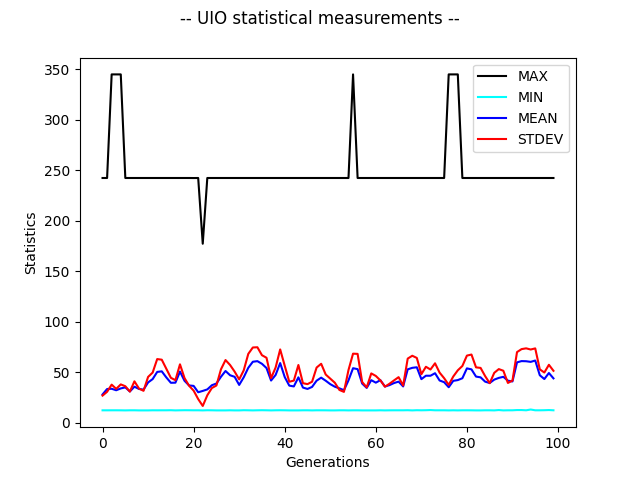 -- UIO statistical measurements --
350
300
250
200
150
100
50
0
Statistics
MAX
MIN
MEAN
STDEV
0
20
40
60
80
100
Generations